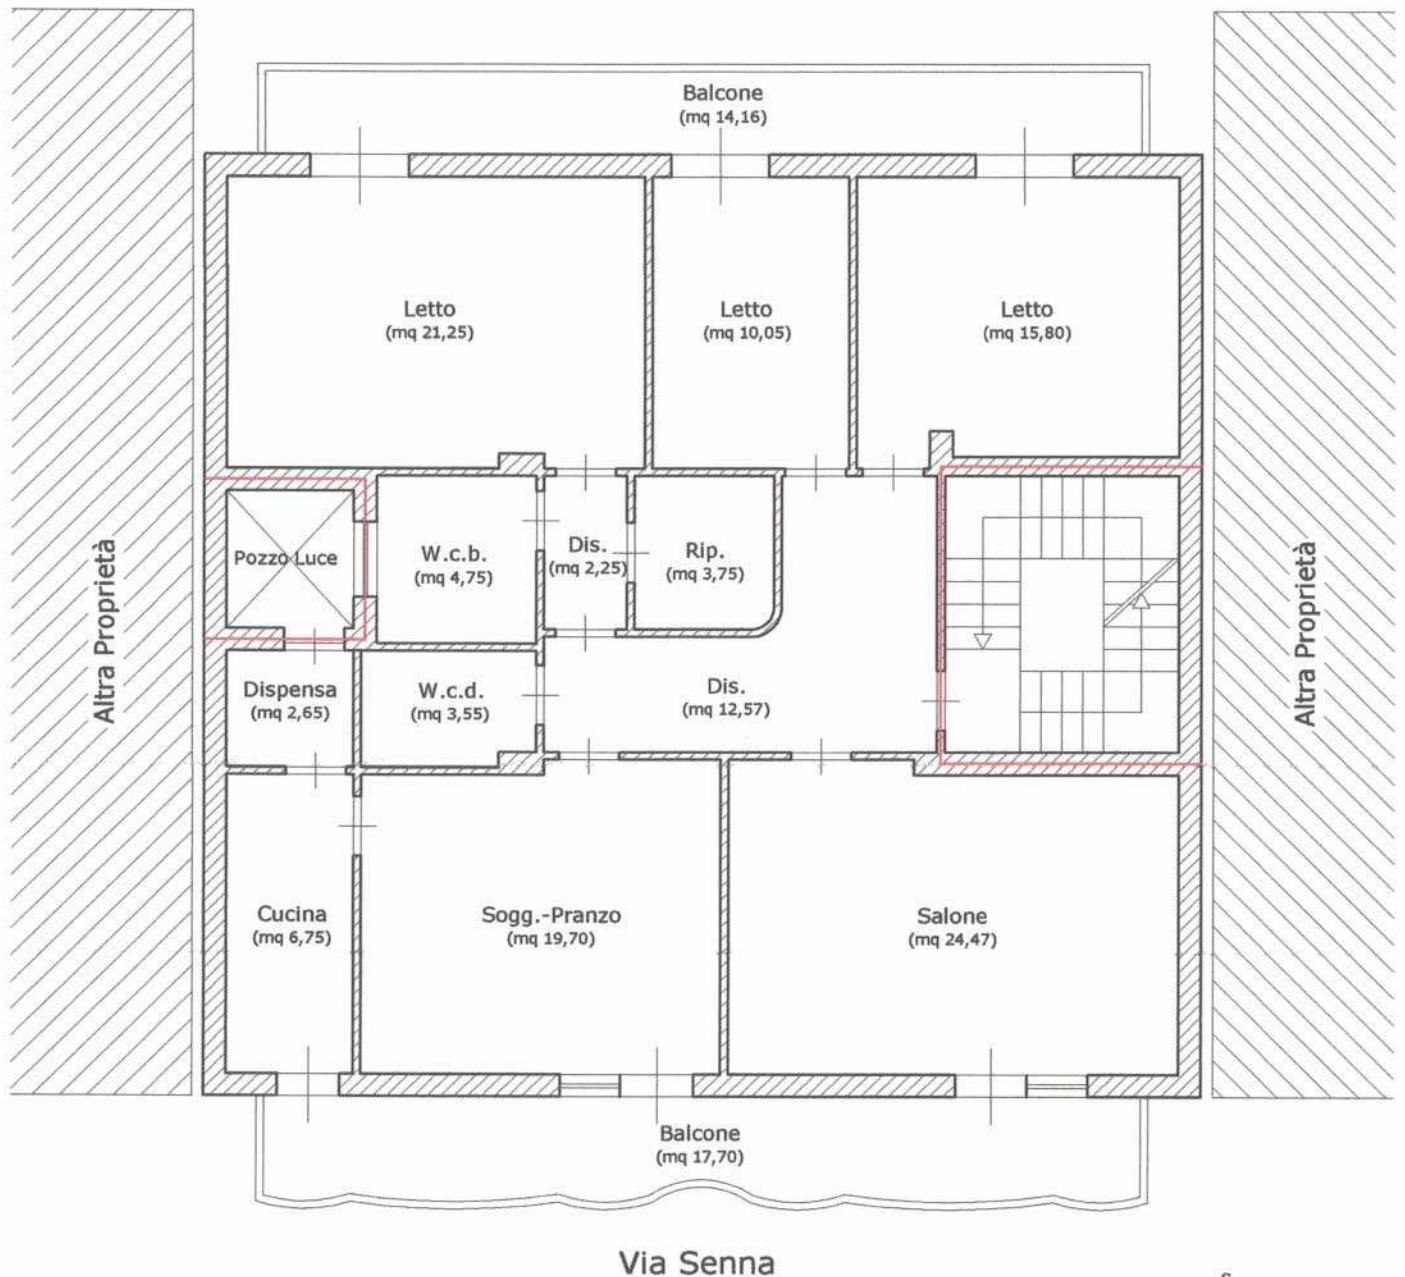 Balcone
(mq 14,16)
Letto
(mq 21,25)
Letto
(mq 10,05)
Letto
(mq 15,80)
Altra Proprietà
Pozzo Luce
W.c.b.
(mq 4,75)
Dis.
(mq 2,25)
Rip.
(mq 3,75)
Altra Proprietà
Dispensa
(mq 2,65)
W.c.d.
(mq 3,55)
Dis.
(mq 12,57)
Cucina
(mq 6,75)
Sogg.-Pranzo
(mq 19,70)
Salone
(mq 24,47)
Balcone
(mq 17,70)
Via Senna